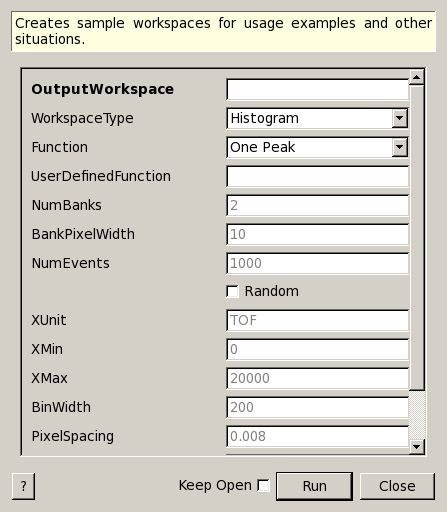 Creates sample workspaces for usage examples and other
situations.
OutputWorkspace
WorkspaceType Histogram
Function One Peak
UserDefinedFunction
NumBanks 2
BankPixelWidth 10
NumEvents 1000
Random
XUnit TOF
XMin 0
XMax 20000
BinWidth 200
PixelSpacing 0.008
? Keep Open Run Close